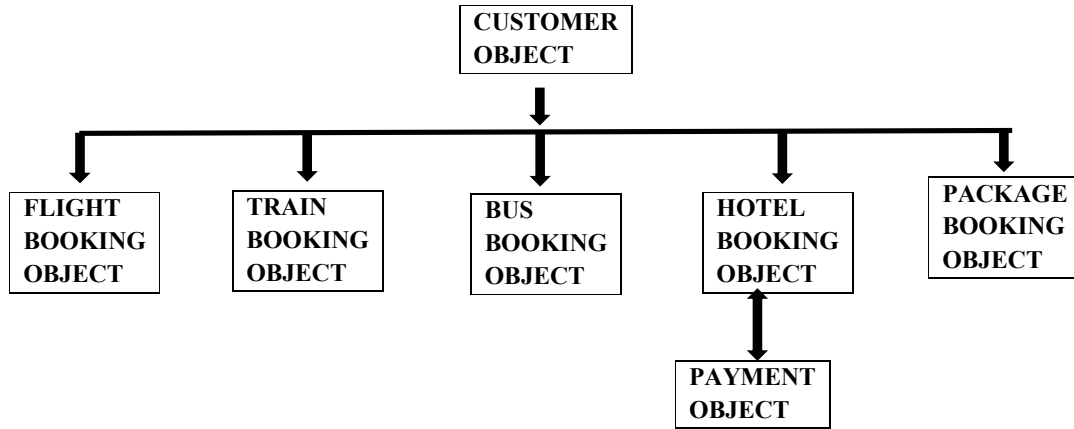 CUSTOMER
OBJECT
FLIGHT
BOOKING
OBJECT
TRAIN
BOOKING
OBJECT
BUS
BOOKING
OBJECT
HOTEL
BOOKING
OBJECT
PACKAGE
BOOKING
OBJECT
PAYMENT
OBJECT